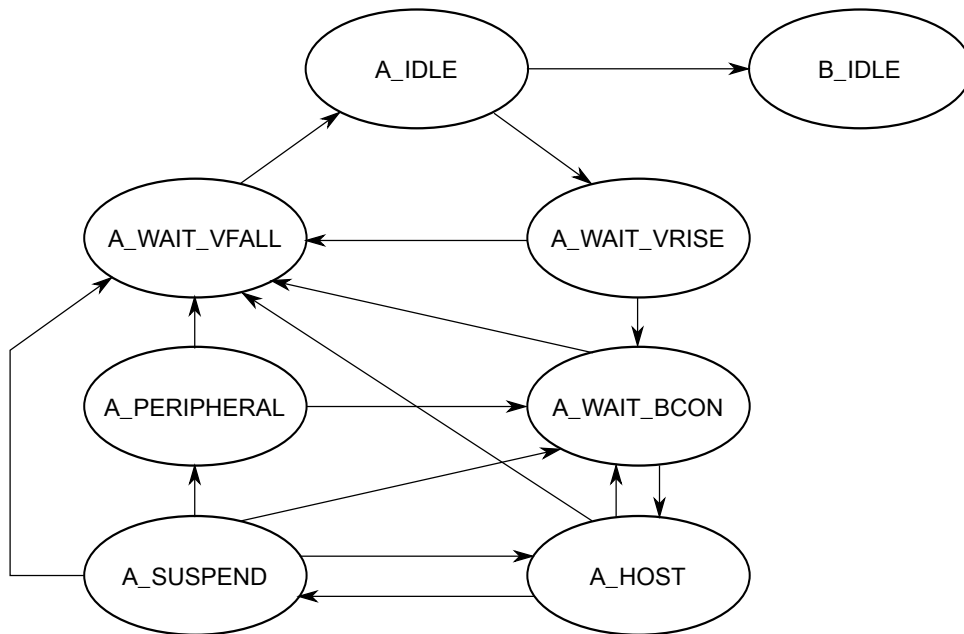 A_IDLE
B_IDLE
A_WAIT_VFALL
A_WAIT_VRISE
A_PERIPHERAL
A_WAIT_BCON
A_SUSPEND
A_HOST